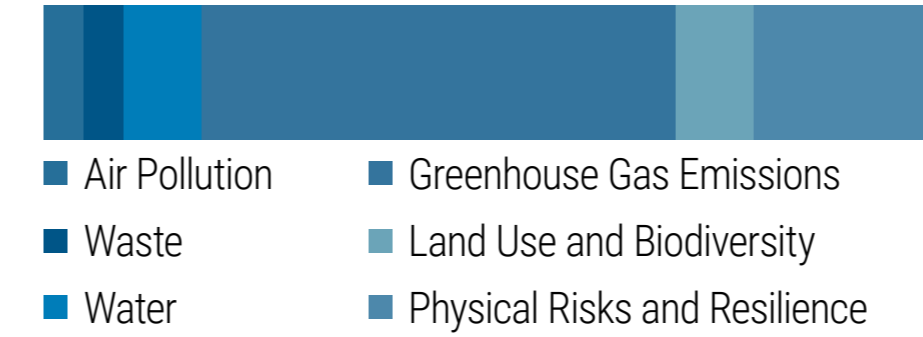 Air Pollution
Waste
Water
Greenhouse Gas Emissions
Land Use and Biodiversity
Physical Risks and Resilience